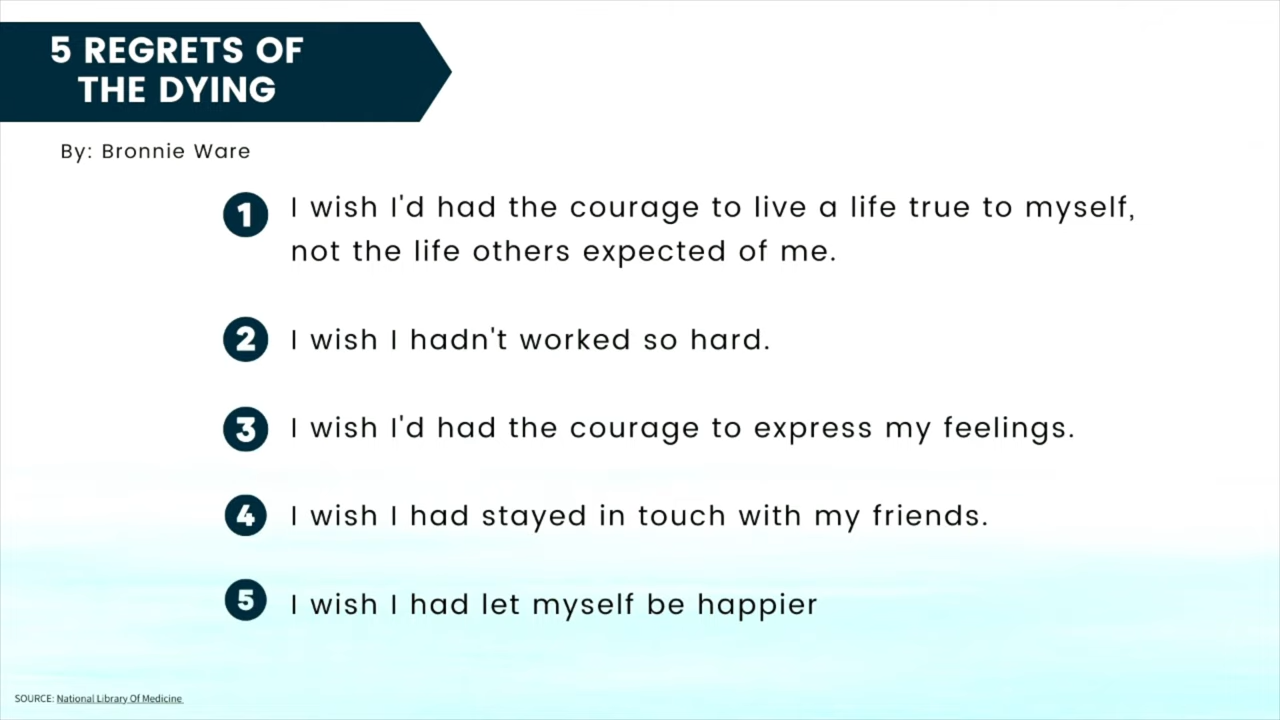 5 REGRETS OF
THE DYING
By: Bronnie Ware
1 I wish I'd had the courage to live a life true to myself,
not the life others expected of me.
2 I wish I hadn't worked so hard.
3 I wish I'd had the courage to express my feelings.
4 I wish I had stayed in touch with my friends.
5 I wish I had let myself be happier
SOURCE: National Library Of Medicine